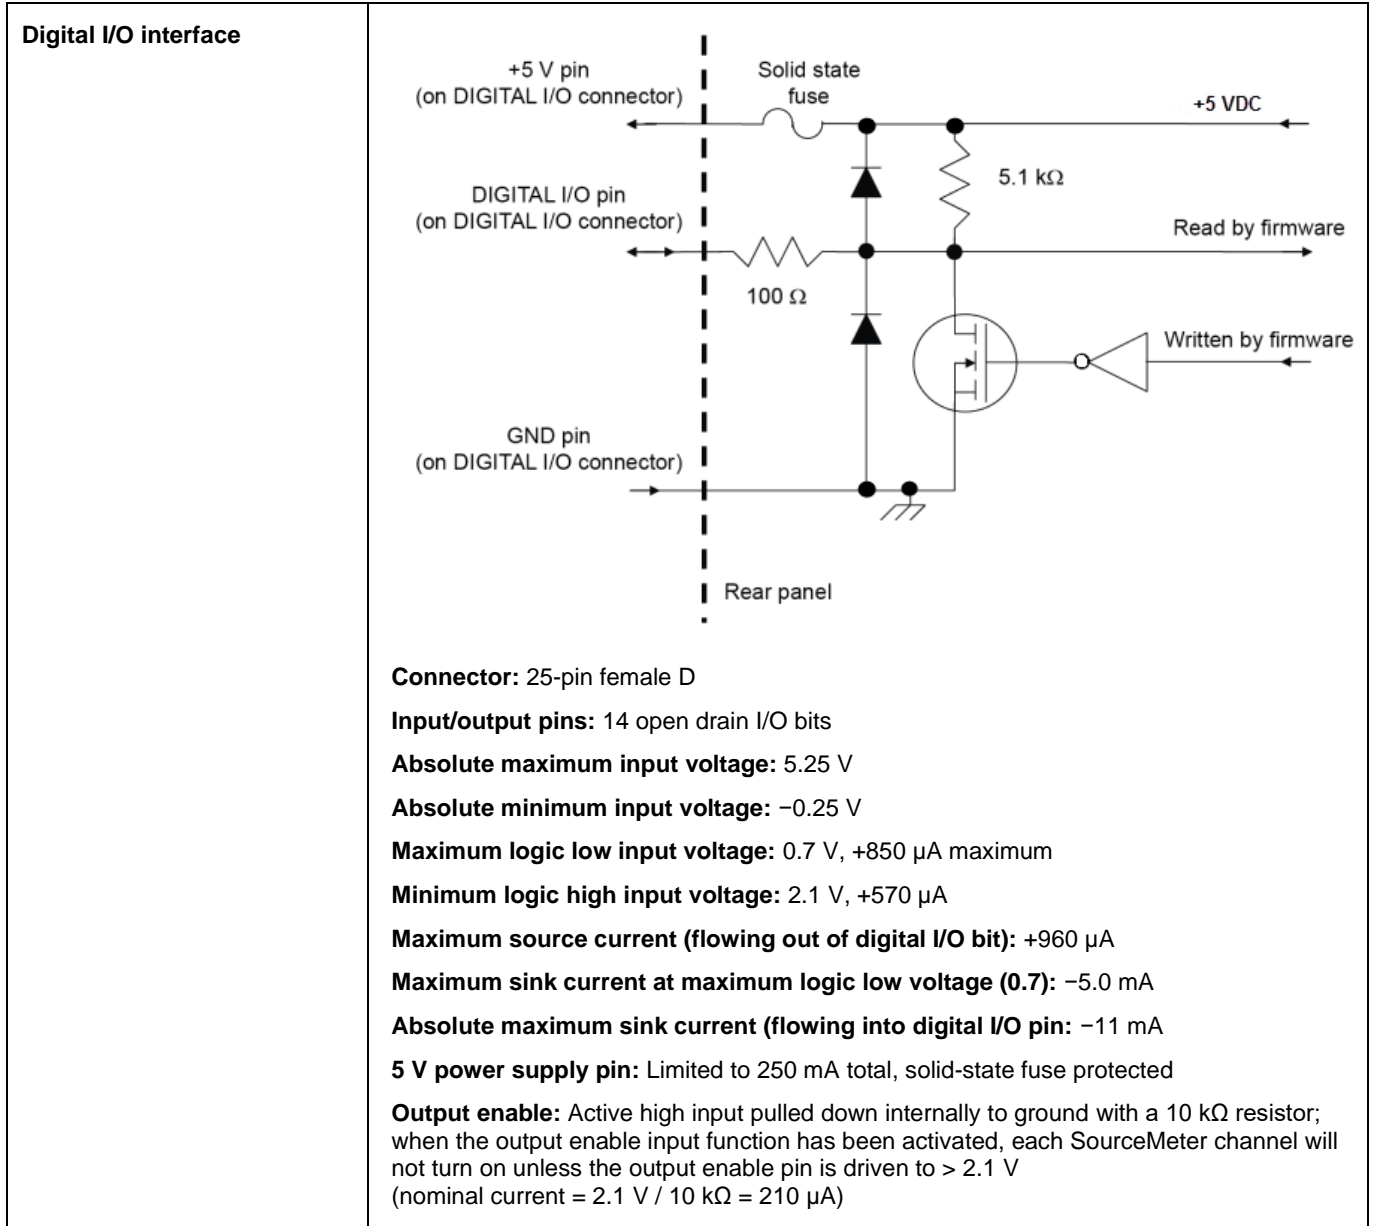 Digital I/O interface
+5 V pin
(on DIGITAL I/O connector)
Solid state
fuse
+5 VDC
5.1 kΩ
DIGITAL I/O pin
(on DIGITAL I/O connector)
Read by firmware
100 Ω
Written by firmware
GND pin
(on DIGITAL I/O connector)
Rear panel
Connector: 25-pin female D
Input/output pins: 14 open drain I/O bits
Absolute maximum input voltage: 5.25 V
Absolute minimum input voltage: −0.25 V
Maximum logic low input voltage: 0.7 V, +850 μA maximum
Minimum logic high input voltage: 2.1 V, +570 μA
Maximum source current (flowing out of digital I/O bit): +960 μA
Maximum sink current at maximum logic low voltage (0.7): −5.0 mA
Absolute maximum sink current (flowing into digital I/O pin: −11 mA
5 V power supply pin: Limited to 250 mA total, solid-state fuse protected
Output enable: Active high input pulled down internally to ground with a 10 kΩ resistor;
when the output enable input function has been activated, each SourceMeter channel will
not turn on unless the output enable pin is driven to > 2.1 V
(nominal current = 2.1 V / 10 kΩ = 210 μA)